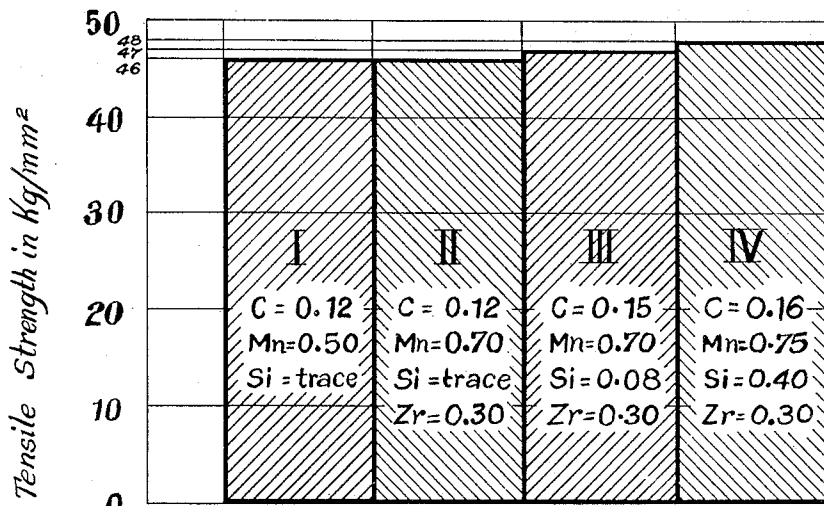 Tensile Strength in Kg/mm²
50
48
47
46
40
30
20
10
0
I
C = 0.12
Mn=0.50
Si = trace
II
C = 0.12
Mn=0.70
Si =trace
Zr=0.30
III
C=0.15
Mn=0.70
Si=0.08
Zr=0.30
IV
C = 0.16
Mn=0.75
Si=0.40
Zr=0.30